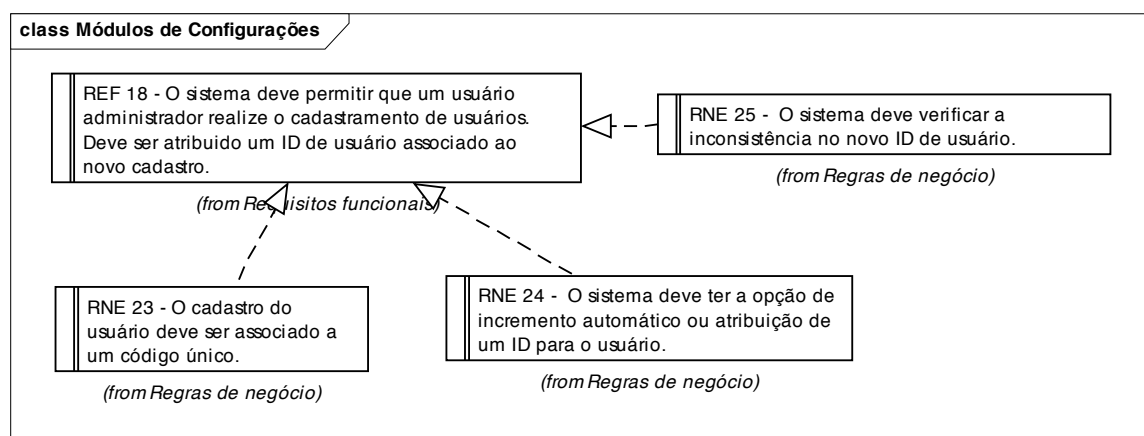 class Módulos de Configurações
REF 18 - O sistema deve permitir que um usuário
administrador realize o cadastramento de usuários.
Deve ser atribuido um ID de usuário associado ao
novo cadastro.
(from Requisitos funcionais)
RNE 25 - O sistema deve verificar a
inconsistência no novo ID de usuário.
(from Regras de negócio)
RNE 23 - O cadastro do
usuário deve ser associado a
um código único.
(from Regras de negócio)
RNE 24 - O sistema deve ter a opção de
incremento automático ou atribuição de
um ID para o usuário.
(from Regras de negócio)